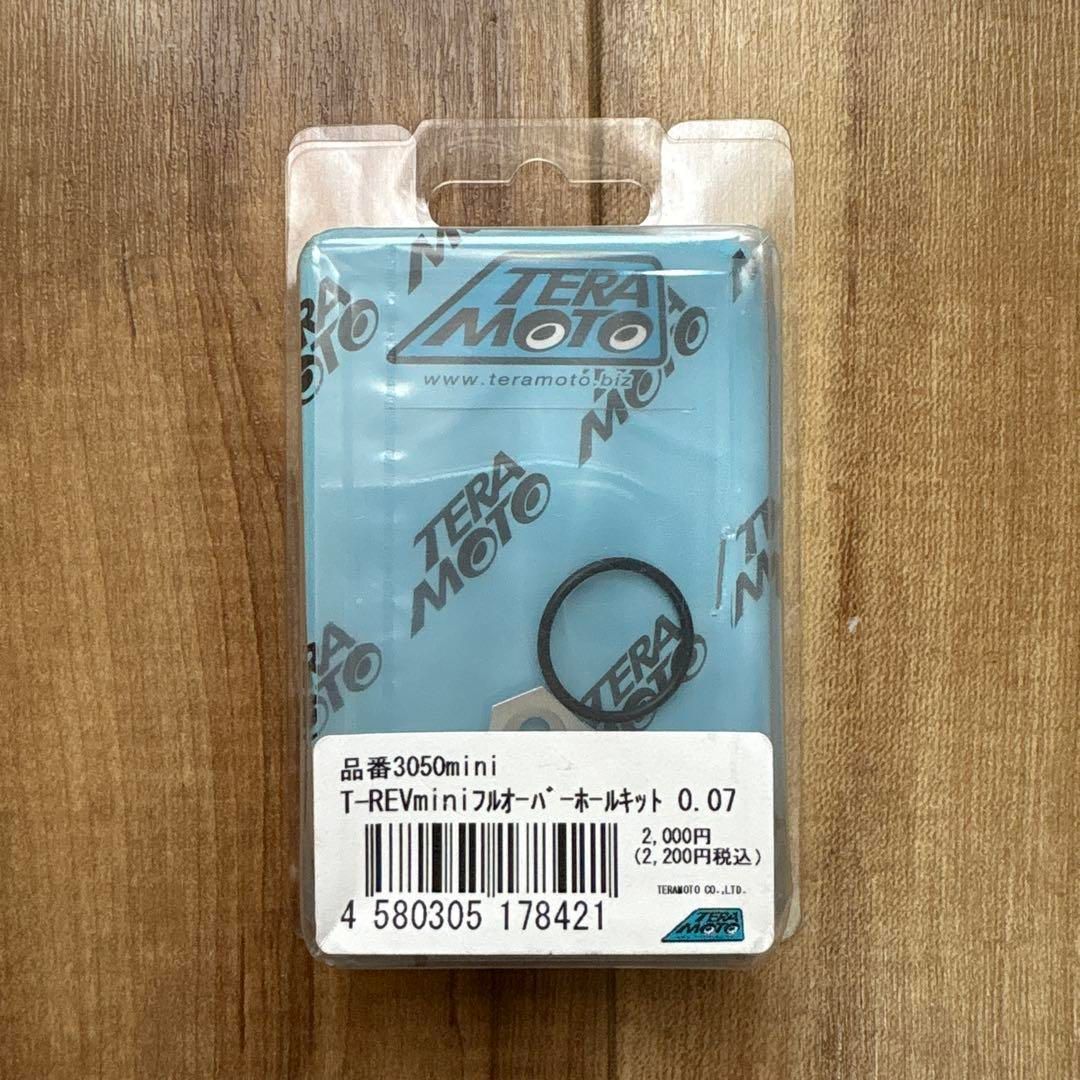 TERA
MOTO
www.teramoto.biz
TERA
MOTO
TERA
MOTO
品番3050mini
T-REVminiﾌﾙｵｰﾊﾞｰﾎｰﾙｷｯﾄ 0.07
2,000円
(2,200円税込)
4 580305 178421
TERAMOTO CO.,LTD.
TERA
MOTO